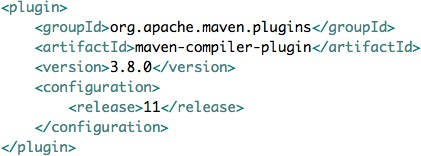 <plugin>
    <groupId>org.apache.maven.plugins</groupId>
    <artifactId>maven-compiler-plugin</artifactId>
    <version>3.8.0</version>
    <configuration>
        <release>11</release>
    </configuration>
</plugin>